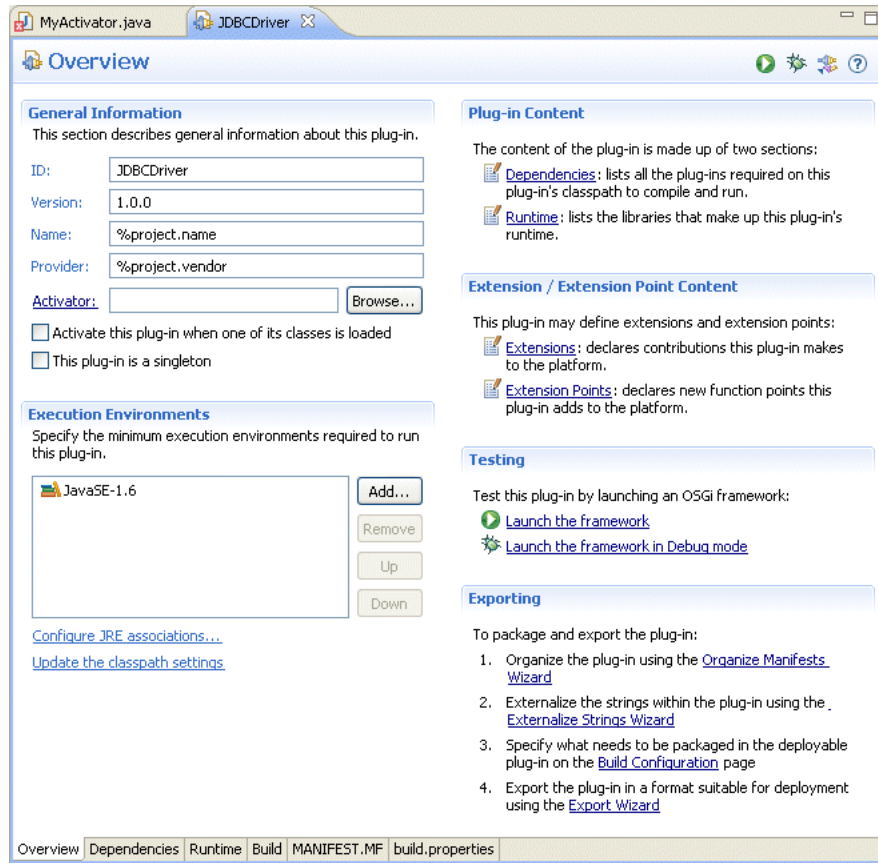 MyActivator.java
JDBCDriver
Overview
General Information
This section describes general information about this plug-in.
ID:
JDBCDriver
Version:
1.0.0
Name:
%project.name
Provider:
%project.vendor
Activator:
Browse...
Activate this plug-in when one of its classes is loaded
This plug-in is a singleton
Execution Environments
Specify the minimum execution environments required to run
this plug-in.
JavaSE-1.6
Add...
Remove
Up
Down
Configure JRE associations...
Update the classpath settings
Plug-in Content
The content of the plug-in is made up of two sections:
Dependencies: lists all the plug-ins required on this
plug-in's classpath to compile and run.
Runtime: lists the libraries that make up this plug-in's
runtime.
Extension / Extension Point Content
This plug-in may define extensions and extension points:
Extensions: declares contributions this plug-in makes
to the platform.
Extension Points: declares new function points this
plug-in adds to the platform.
Testing
Test this plug-in by launching an OSGi framework:
Launch the framework
Launch the framework in Debug mode
Exporting
To package and export the plug-in:
1. Organize the plug-in using the Organize Manifests
Wizard
2. Externalize the strings within the plug-in using the
Externalize Strings Wizard
3. Specify what needs to be packaged in the deployable
plug-in on the Build Configuration page
4. Export the plug-in in a format suitable for deployment
using the Export Wizard
Overview Dependencies Runtime Build MANIFEST.MF build.properties